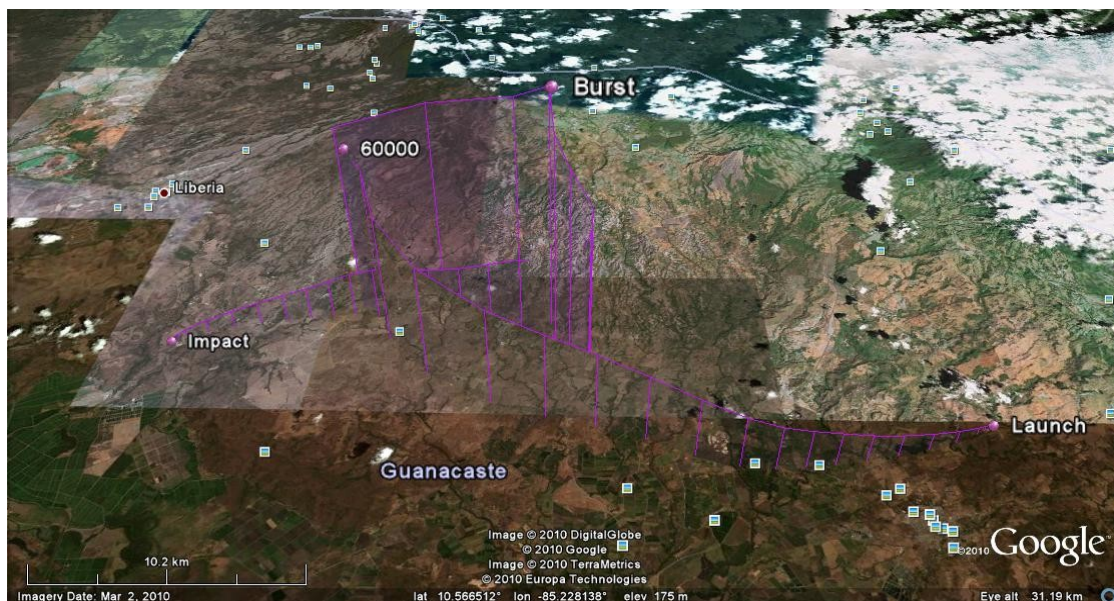 Burst
60000
Liberia
Impact
Launch
Guanacaste
Image © 2010 DigitalGlobe
© 2010 Google
Image © 2010 TerraMetrics
© 2010 Europa Technologies
©2010 Google™
10.2 km
Imagery Date: Mar 2, 2010
lat 10.566512° lon -85.228138° elev 175 m
Eye alt 31.19 km